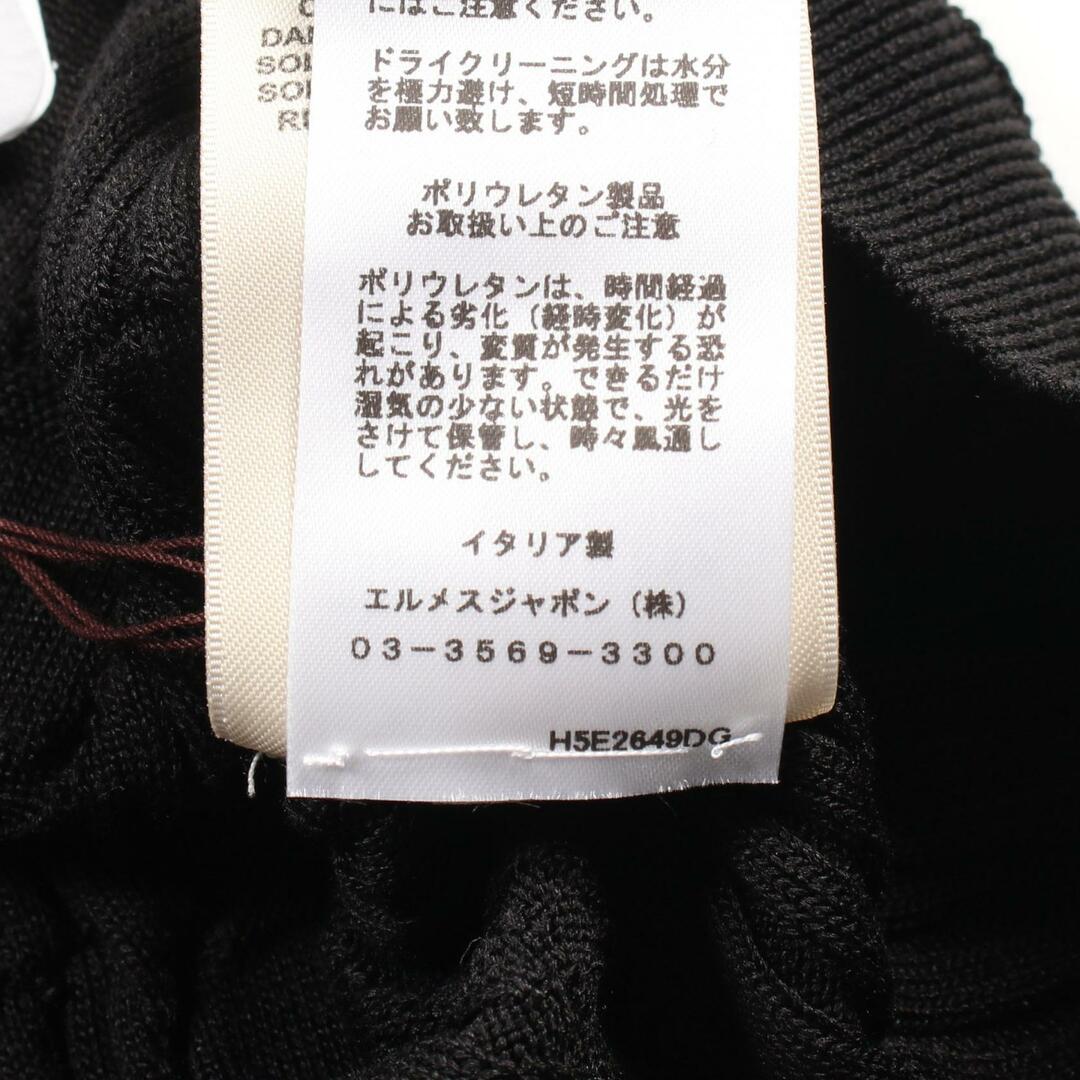 にはご注意ください。
ドライクリーニングは水分
を極力避け、短時間処理で
お願い致します。
ポリウレタン製品
お取扱い上のご注意
ポリウレタンは、時間経過
による劣化（経時変化）が
起こり、変質が発生する恐
れがあります。できるだけ
湿気の少ない状態で、光を
さけて保管し、時々風通し
してください。
イタリア製
エルメスジャポン（株）
03-3569-3300
H5E2649DG